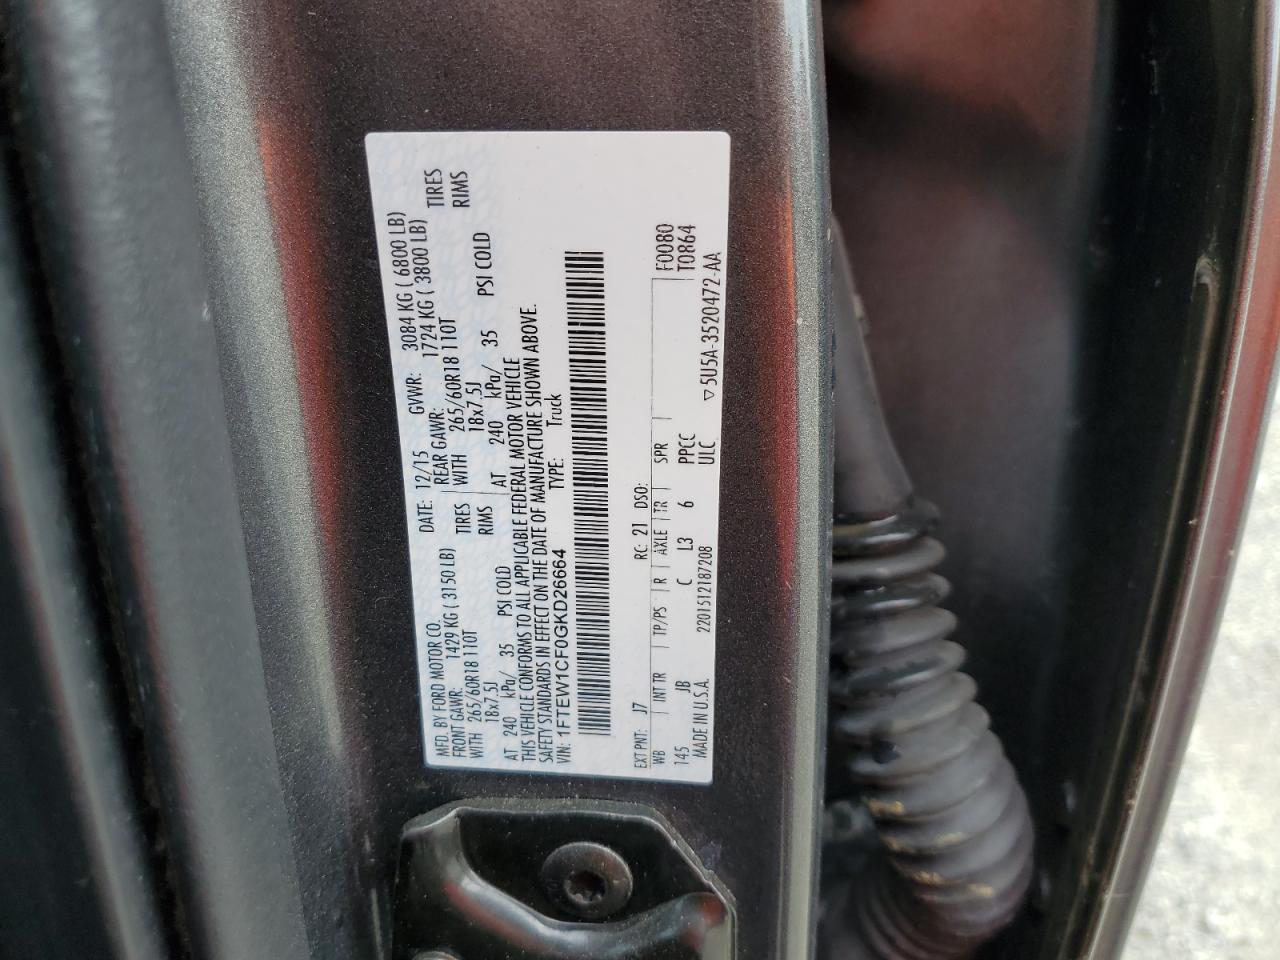 MFD. BY FORD MOTOR CO. DATE: 12/15 GVWR: 3084 KG ( 6800 LB)
FRONT GAWR: 1429 KG ( 3150 LB) REAR GAWR: 1724 KG ( 3800 LB)
WITH 265/60R18 110T TIRES WITH 265/60R18 110T TIRES
18x7.5J RIMS 18x7.5J RIMS
AT 240 kPa/ 35 PSI COLD AT 240 kPa/ 35 PSI COLD
THIS VEHICLE CONFORMS TO ALL APPLICABLE FEDERAL MOTOR VEHICLE
SAFETY STANDARDS IN EFFECT ON THE DATE OF MANUFACTURE SHOWN ABOVE.
VIN: 1FTEW1CF0GKD26664 TYPE: Truck
EXT PNT: J7 RC: 21 DSO: F0080
WB INT TR TP/PS R AXLE TR SPR T0864
145 JB C L3 6 PPCC
MADE IN U.S.A. 2201512187208 ULC ▽5U5A-3520472-AA